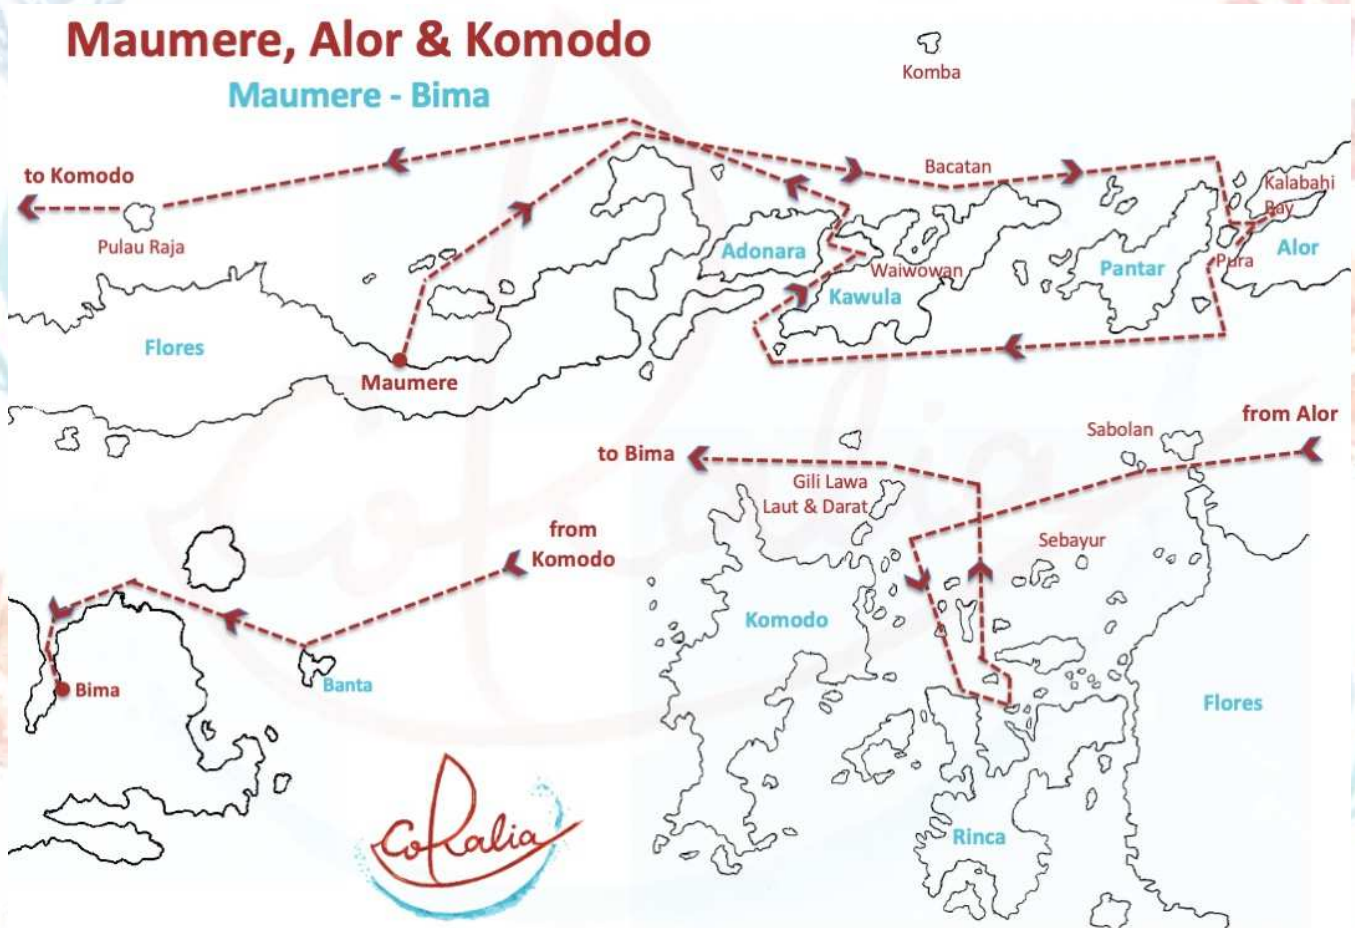 Maumere, Alor & Komodo
Maumere - Bima
Komba
to Komodo
Bacatan
Kalabahi
Bay
Pulau Raja
Adonara
Waiwowan
Pantar
Pura
Alor
Kawula
Flores
Maumere
from Alor
Sabolan
to Bima
Gili Lawa
Laut & Darat
from
Komodo
Sebayur
Komodo
Banta
Bima
Flores
Rinca
CoRalia